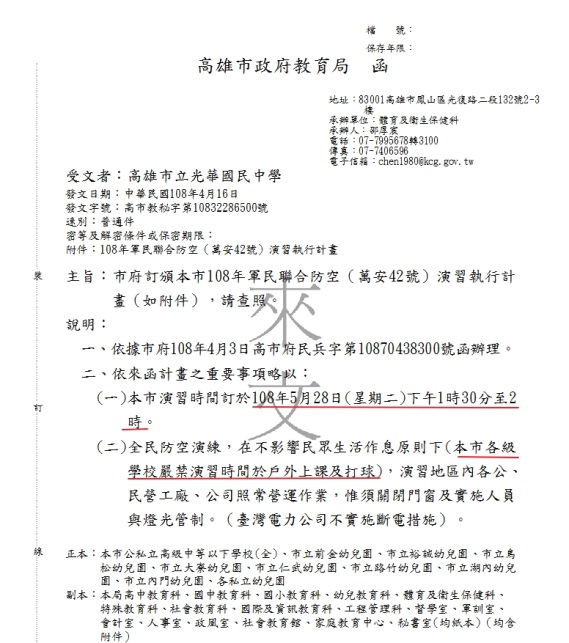 檔　　號：
保存年限：
高雄市政府教育局　函
地址：83001高雄市鳳山區光復路二段132號2-3
樓
承辦單位：體育及衛生保健科
承辦人：邵厚宸
電話：07-7995678轉3100
傳真：07-7406596
電子信箱：chen1980@kcg.gov.tw
受文者：高雄市立光華國民中學
發文日期：中華民國108年4月16日
發文字號：高市教秘字第10832286500號
速別：普通件
密等及解密條件或保密期限：
附件：108年軍民聯合防空（萬安42號）演習執行計畫
主旨：市府訂頒本市108年軍民聯合防空（萬安42號）演習執行計
畫（如附件），請查照。
說明：
一、依據市府108年4月3日高市府民兵字第10870438300號函辦理。
二、依來函計畫之重要事項略以：
(一)本市演習時間訂於108年5月28日(星期二)下午1時30分至2
時。
(二)全民防空演練，在不影響民眾生活作息原則下(本市各級
學校嚴禁演習時間於戶外上課及打球)，演習地區內各公、
民營工廠、公司照常營運作業，惟須關閉門窗及實施人員
與燈光管制。（臺灣電力公司不實施斷電措施）。
正本：本市公私立高級中等以下學校(全)、市立前金幼兒園、市立裕誠幼兒園、市立鳥
松幼兒園、市立大寮幼兒園、市立仁武幼兒園、市立路竹幼兒園、市立湖內幼兒
園、市立內門幼兒園、各私立幼兒園
副本：本局高中教育科、國中教育科、國小教育科、幼兒教育科、體育及衛生保健科、
特殊教育科、社會教育科、國際及資訊教育科、工程管理科、督學室、軍訓室、
會計室、人事室、政風室、社會教育館、家庭教育中心、秘書室(均紙本)(均含
附件)
裝
訂
線
來文